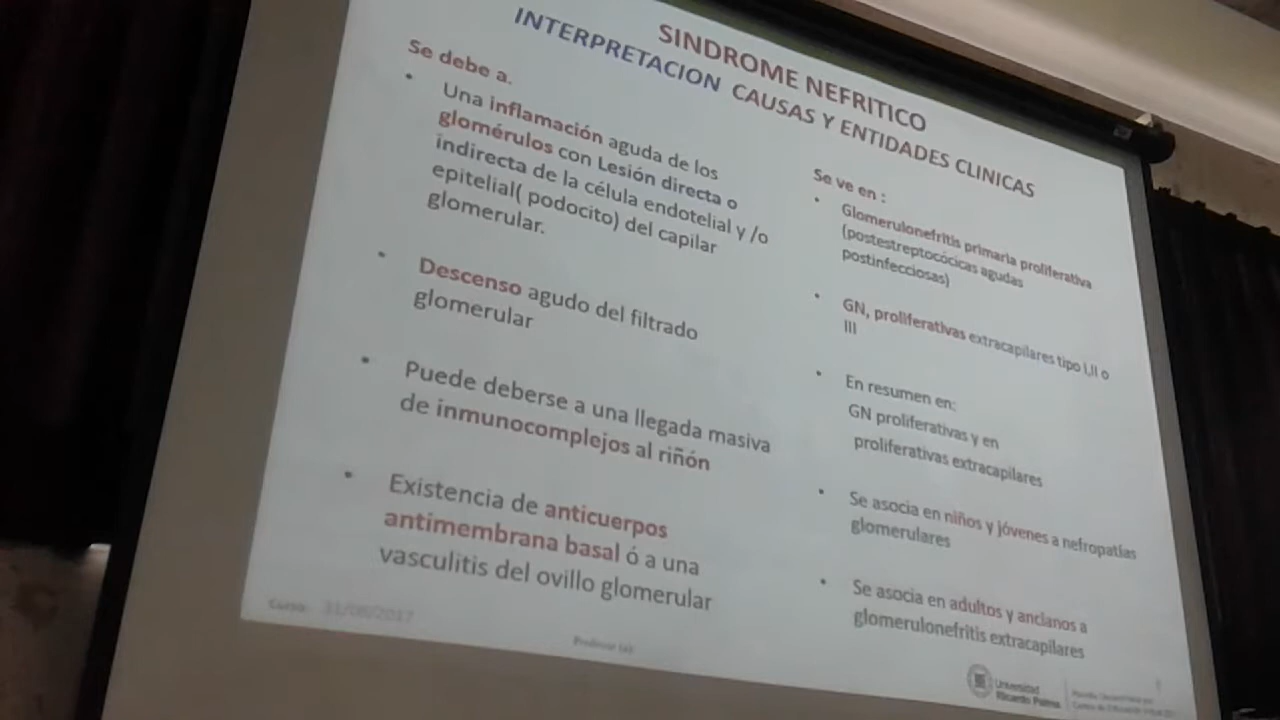 SINDROME NEFRITICO
INTERPRETACION CAUSAS Y ENTIDADES CLINICAS
Se debe a.
• Una inflamación aguda de los
glomérulos con Lesión directa o
indirecta de la célula endotelial y /o
epitelial( podocito) del capilar
glomerular.
• Descenso agudo del filtrado
glomerular
• Puede deberse a una llegada masiva
de inmunocomplejos al riñón
• Existencia de anticuerpos
antimembrana basal ó a una
vasculitis del ovillo glomerular
Se ve en :
• Glomerulonefritis primaria proliferativa
(postestreptocócicas agudas
postinfecciosas)
• GN, proliferativas extracapilares tipo I,II o
III
• En resumen en:
GN proliferativas y en
proliferativas extracapilares
• Se asocia en niños y jóvenes a nefropatías
glomerulares
• Se asocia en adultos y ancianos a
glomerulonefritis extracapilares
Curso
Profesor
Universidad
Ricardo Palma